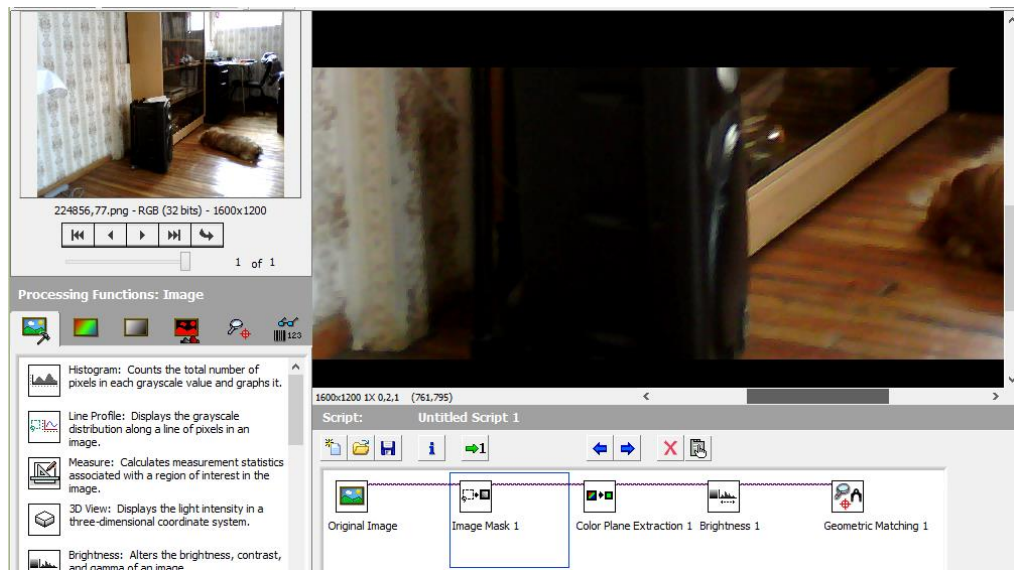 224856,77.png - RGB (32 bits) - 1600x1200
1 of 1
Processing Functions: Image
123
Histogram: Counts the total number of
pixels in each grayscale value and graphs it.
Line Profile: Displays the grayscale
distribution along a line of pixels in an
image.
Measure: Calculates measurement statistics
associated with a region of interest in the
image.
3D View: Displays the light intensity in a
three-dimensional coordinate system.
Brightness: Alters the brightness, contrast,
and gamma of an image.
1600x1200 1X 0,2,1 (761,795)
Script: Untitled Script 1
1
Original Image
Image Mask 1
Color Plane Extraction 1
Brightness 1
Geometric Matching 1